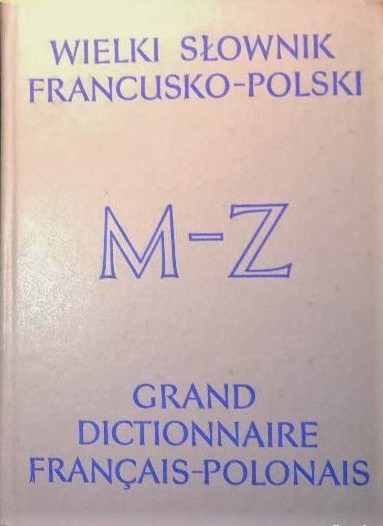 WIELKI SŁOWNIK
FRANCUSKO-POLSKI
M-Z
GRAND
DICTIONNAIRE
FRANÇAIS-POLONAIS